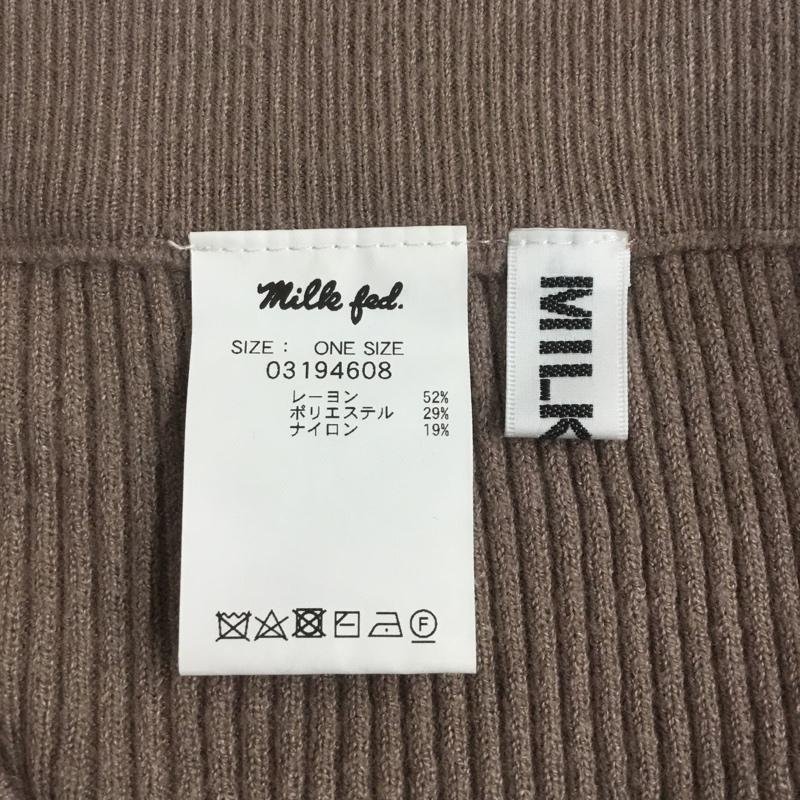 Milk fed.
SIZE : ONE SIZE
03194608
レーヨン 52%
ポリエステル 29%
ナイロン 19%
F
MILK